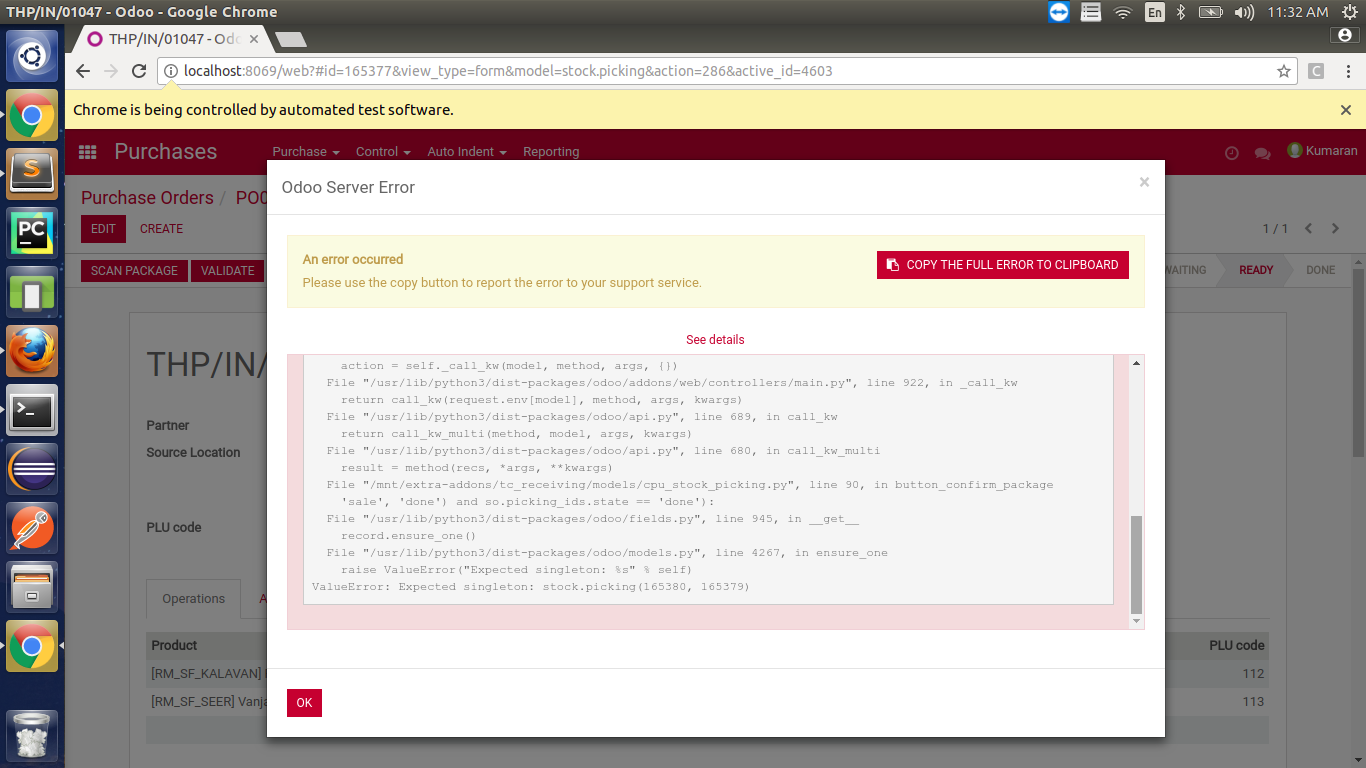 THP/IN/01047 - Odoo - Google Chrome
En
11:32 AM
THP/IN/01047 - Odo
localhost:8069/web?#id=165377&view_type=form&model=stock.picking&action=286&active_id=4603
C
Chrome is being controlled by automated test software.
Purchases
Purchase
Control
Auto Indent
Reporting
Kumaran
Purchase Orders / PO0
EDIT
CREATE
1 / 1
SCAN PACKAGE
VALIDATE
WAITING
READY
DONE
Odoo Server Error
×
An error occurred
Please use the copy button to report the error to your support service.
COPY THE FULL ERROR TO CLIPBOARD
See details
action = self._call_kw(model, method, args, {})
File "/usr/lib/python3/dist-packages/odoo/addons/web/controllers/main.py", line 922, in _call_kw
return call_kw(request.env[model], method, args, kwargs)
File "/usr/lib/python3/dist-packages/odoo/api.py", line 689, in call_kw
return call_kw_multi(method, model, args, kwargs)
File "/usr/lib/python3/dist-packages/odoo/api.py", line 680, in call_kw_multi
result = method(recs, *args, **kwargs)
File "/mnt/extra-addons/tc_receiving/models/cpu_stock_picking.py", line 90, in button_confirm_package
'sale', 'done') and so.picking_ids.state == 'done'):
File "/usr/lib/python3/dist-packages/odoo/fields.py", line 945, in __get__
record.ensure_one()
File "/usr/lib/python3/dist-packages/odoo/models.py", line 4267, in ensure_one
raise ValueError("Expected singleton: %s" % self)
ValueError: Expected singleton: stock.picking(165380, 165379)
OK
THP/IN/
Partner
Source Location
PLU code
Operations
A
Product
PLU code
[RM_SF_KALAVAN]
112
[RM_SF_SEER] Vanja
113
S
PC
>_